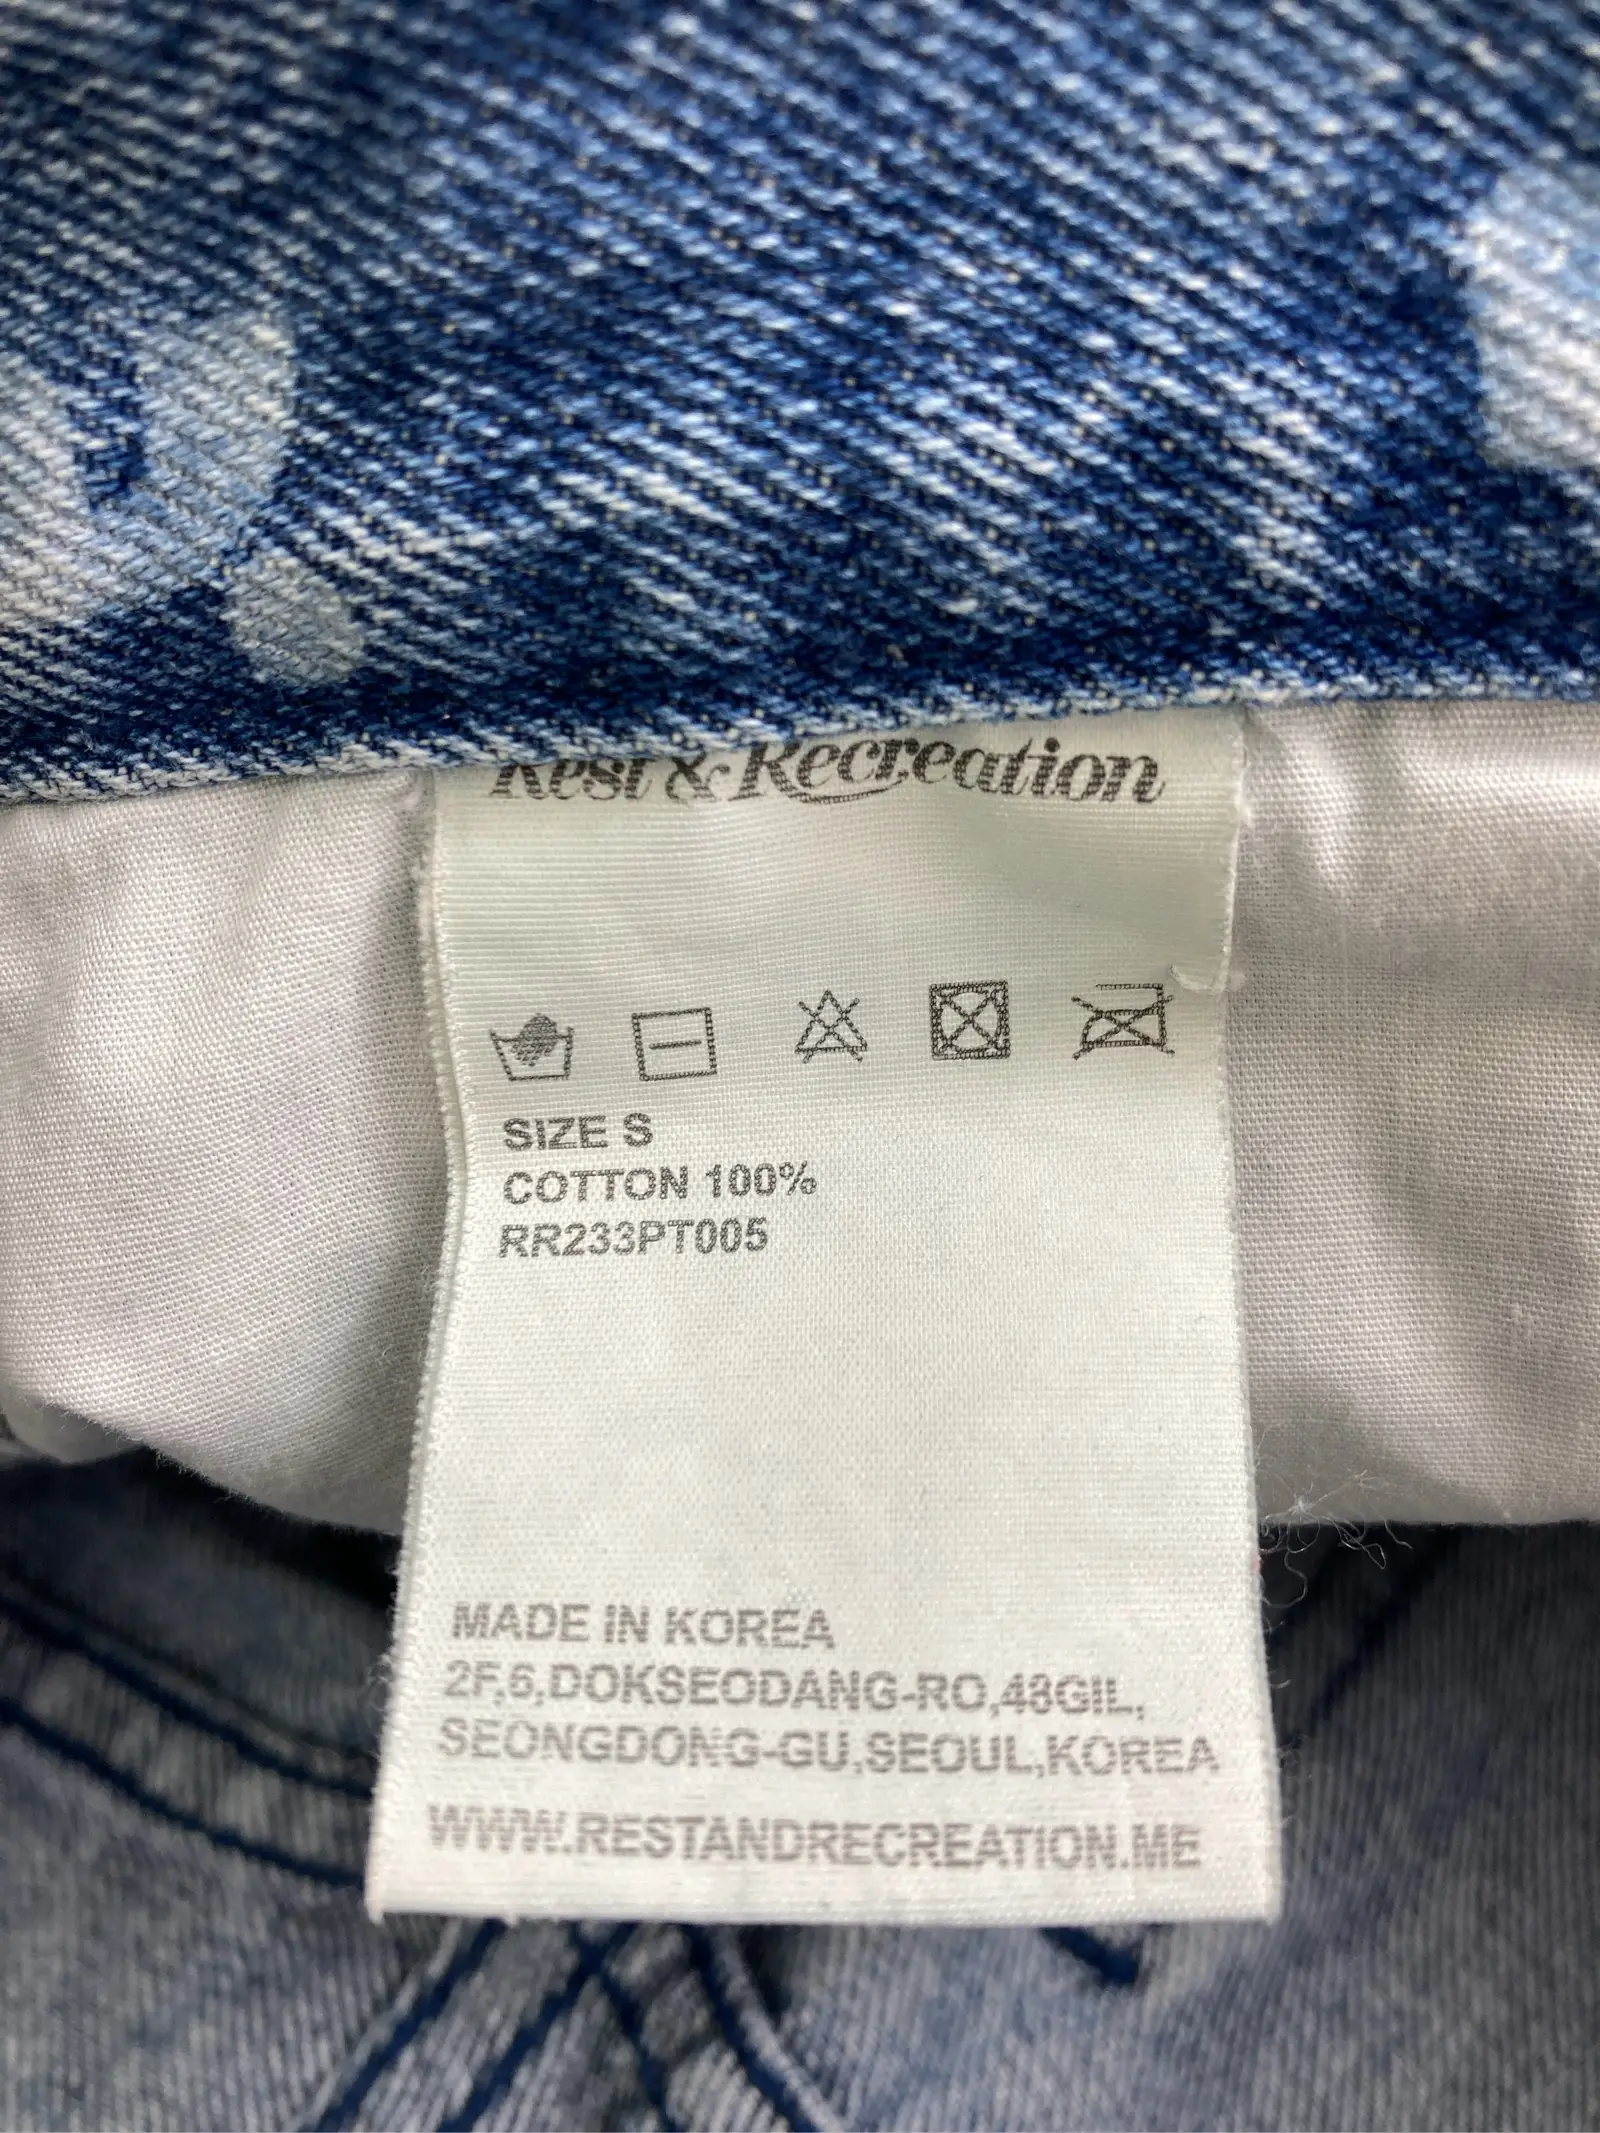 Rest & Recreation
SIZE S
COTTON 100%
RR233PT005
MADE IN KOREA
2F,6,DOKSEODANG-RO,48GIL,
SEONGDONG-GU,SEOUL,KOREA
WWW.RESTANDRECREATION.ME